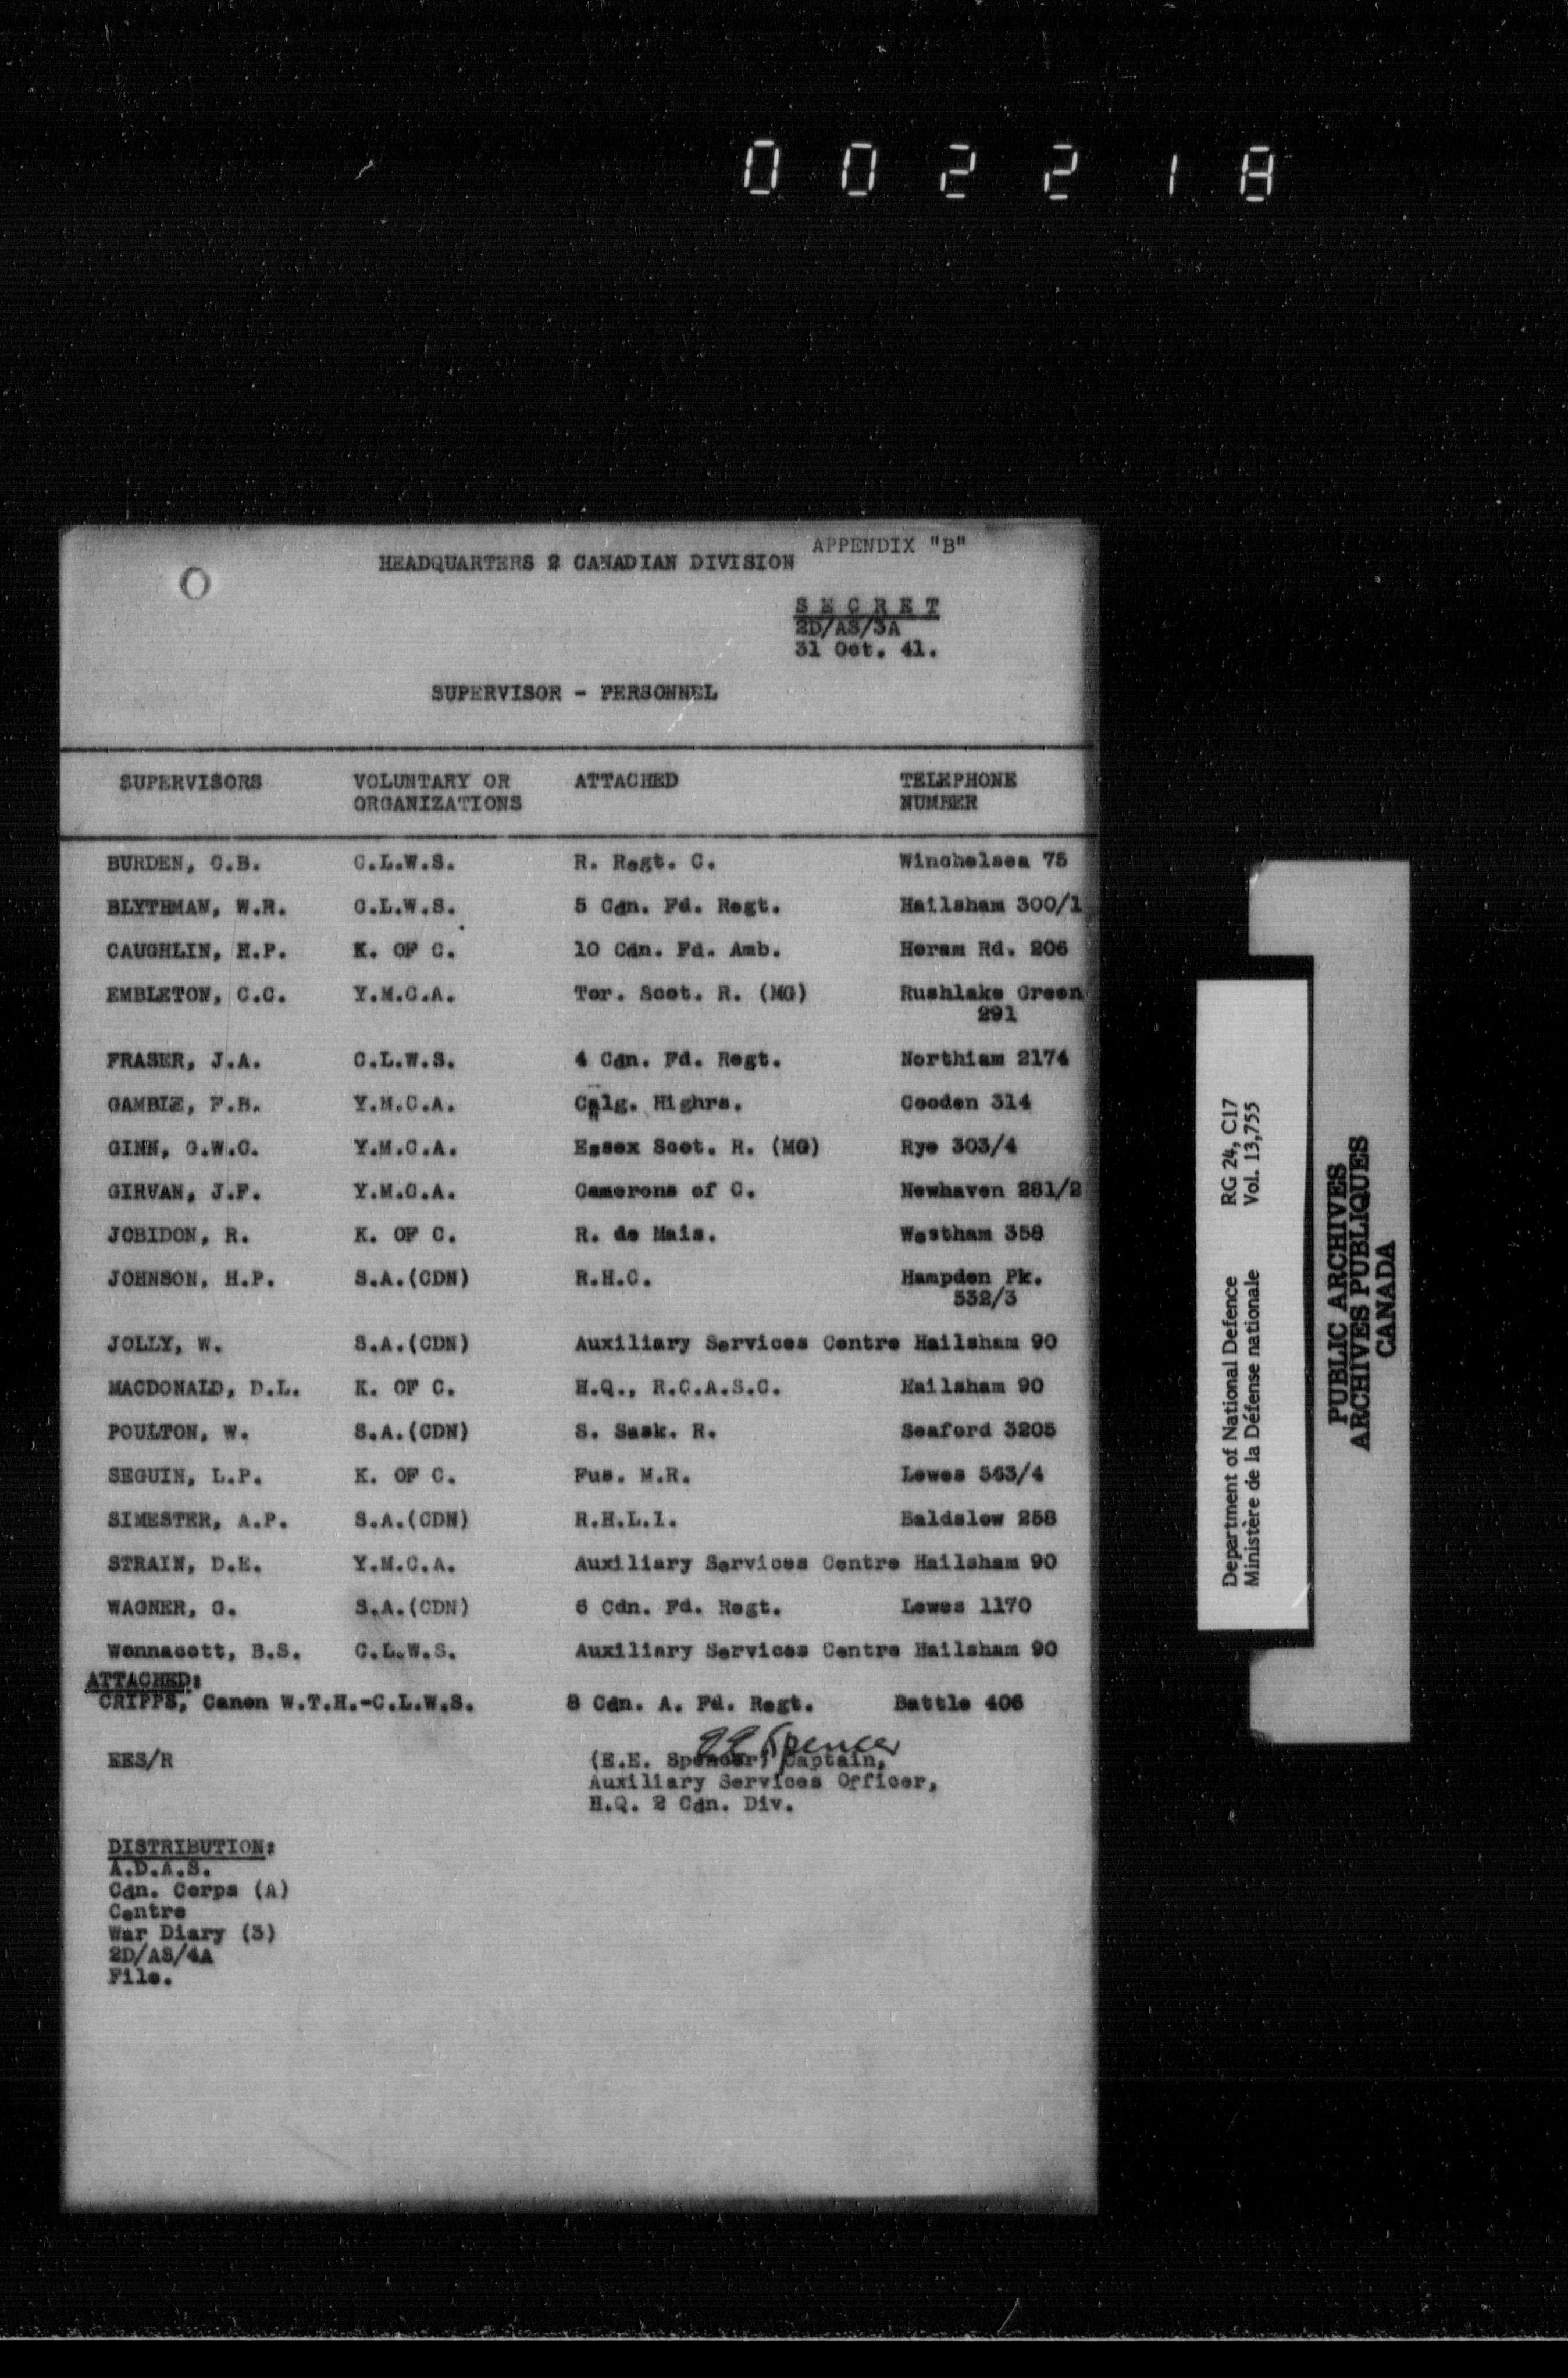 002218
APPENDIX "B"
HEADQUARTERS 2 CANADIAN DIVISION
S E C R E T
2D/AS/3A
31 Oct. 41.
SUPERVISOR - PERSONNEL
SUPERVISORS VOLUNTARY OR ATTACHED TELEPHONE
ORGANIZATIONS NUMBER
BURDEN, C.B. C.L.W.S. R. Regt. C. Winchelsea 75
BLYTHMAN, W.R. C.L.W.S. 5 Cdn. Fd. Regt. Hailsham 300/1
CAUGHLIN, H.P. K. OF C. 10 Cdn. Fd. Amb. Horam Rd. 206
EMBLETON, C.C. Y.M.C.A. Tor. Scot. R. (MG) Rushlake Green
291
FRASER, J.A. C.L.W.S. 4 Cdn. Fd. Regt. Northiam 2174
GAMBLE, F.B. Y.M.C.A. Calg. Highrs. Cooden 314
GINN, G.W.C. Y.M.C.A. Essex Scot. R. (MG) Rye 303/4
GIRVAN, J.F. Y.M.C.A. Camerons of C. Newhaven 281/2
JOBIDON, R. K. OF C. R. de Mais. Westham 358
JOHNSON, H.P. S.A.(CDN) R.H.C. Hampden Pk.
532/3
JOLLY, W. S.A.(CDN) Auxiliary Services Centre Hailsham 90
MACDONALD, D.L. K. OF C. H.Q., R.C.A.S.C. Hailsham 90
POULTON, W. S.A.(CDN) S. Sask. R. Seaford 3205
SEGUIN, L.P. K. OF C. Fus. M.R. Lewes 563/4
SIMESTER, A.P. S.A.(CDN) R.H.L.I. Baldslow 258
STRAIN, D.E. Y.M.C.A. Auxiliary Services Centre Hailsham 90
WAGNER, G. S.A.(CDN) 6 Cdn. Fd. Regt. Lewes 1170
Wonnacott, B.S. C.L.W.S. Auxiliary Services Centre Hailsham 90
ATTACHED:
CRIPPS, Canon W.T.H.-C.L.W.S. 8 Cdn. A. Fd. Regt. Battle 406
EE Spencer
EES/R (E.E. Spencer) Captain,
Auxiliary Services Officer,
H.Q. 2 Cdn. Div.
DISTRIBUTION:
A.D.A.S.
Cdn. Corps (A)
Centre
War Diary (3)
2D/AS/4A
File.
Department of National Defence RG 24, C17
Ministère de la Défense nationale Vol. 13,755
PUBLIC ARCHIVES
ARCHIVES PUBLIQUES
CANADA